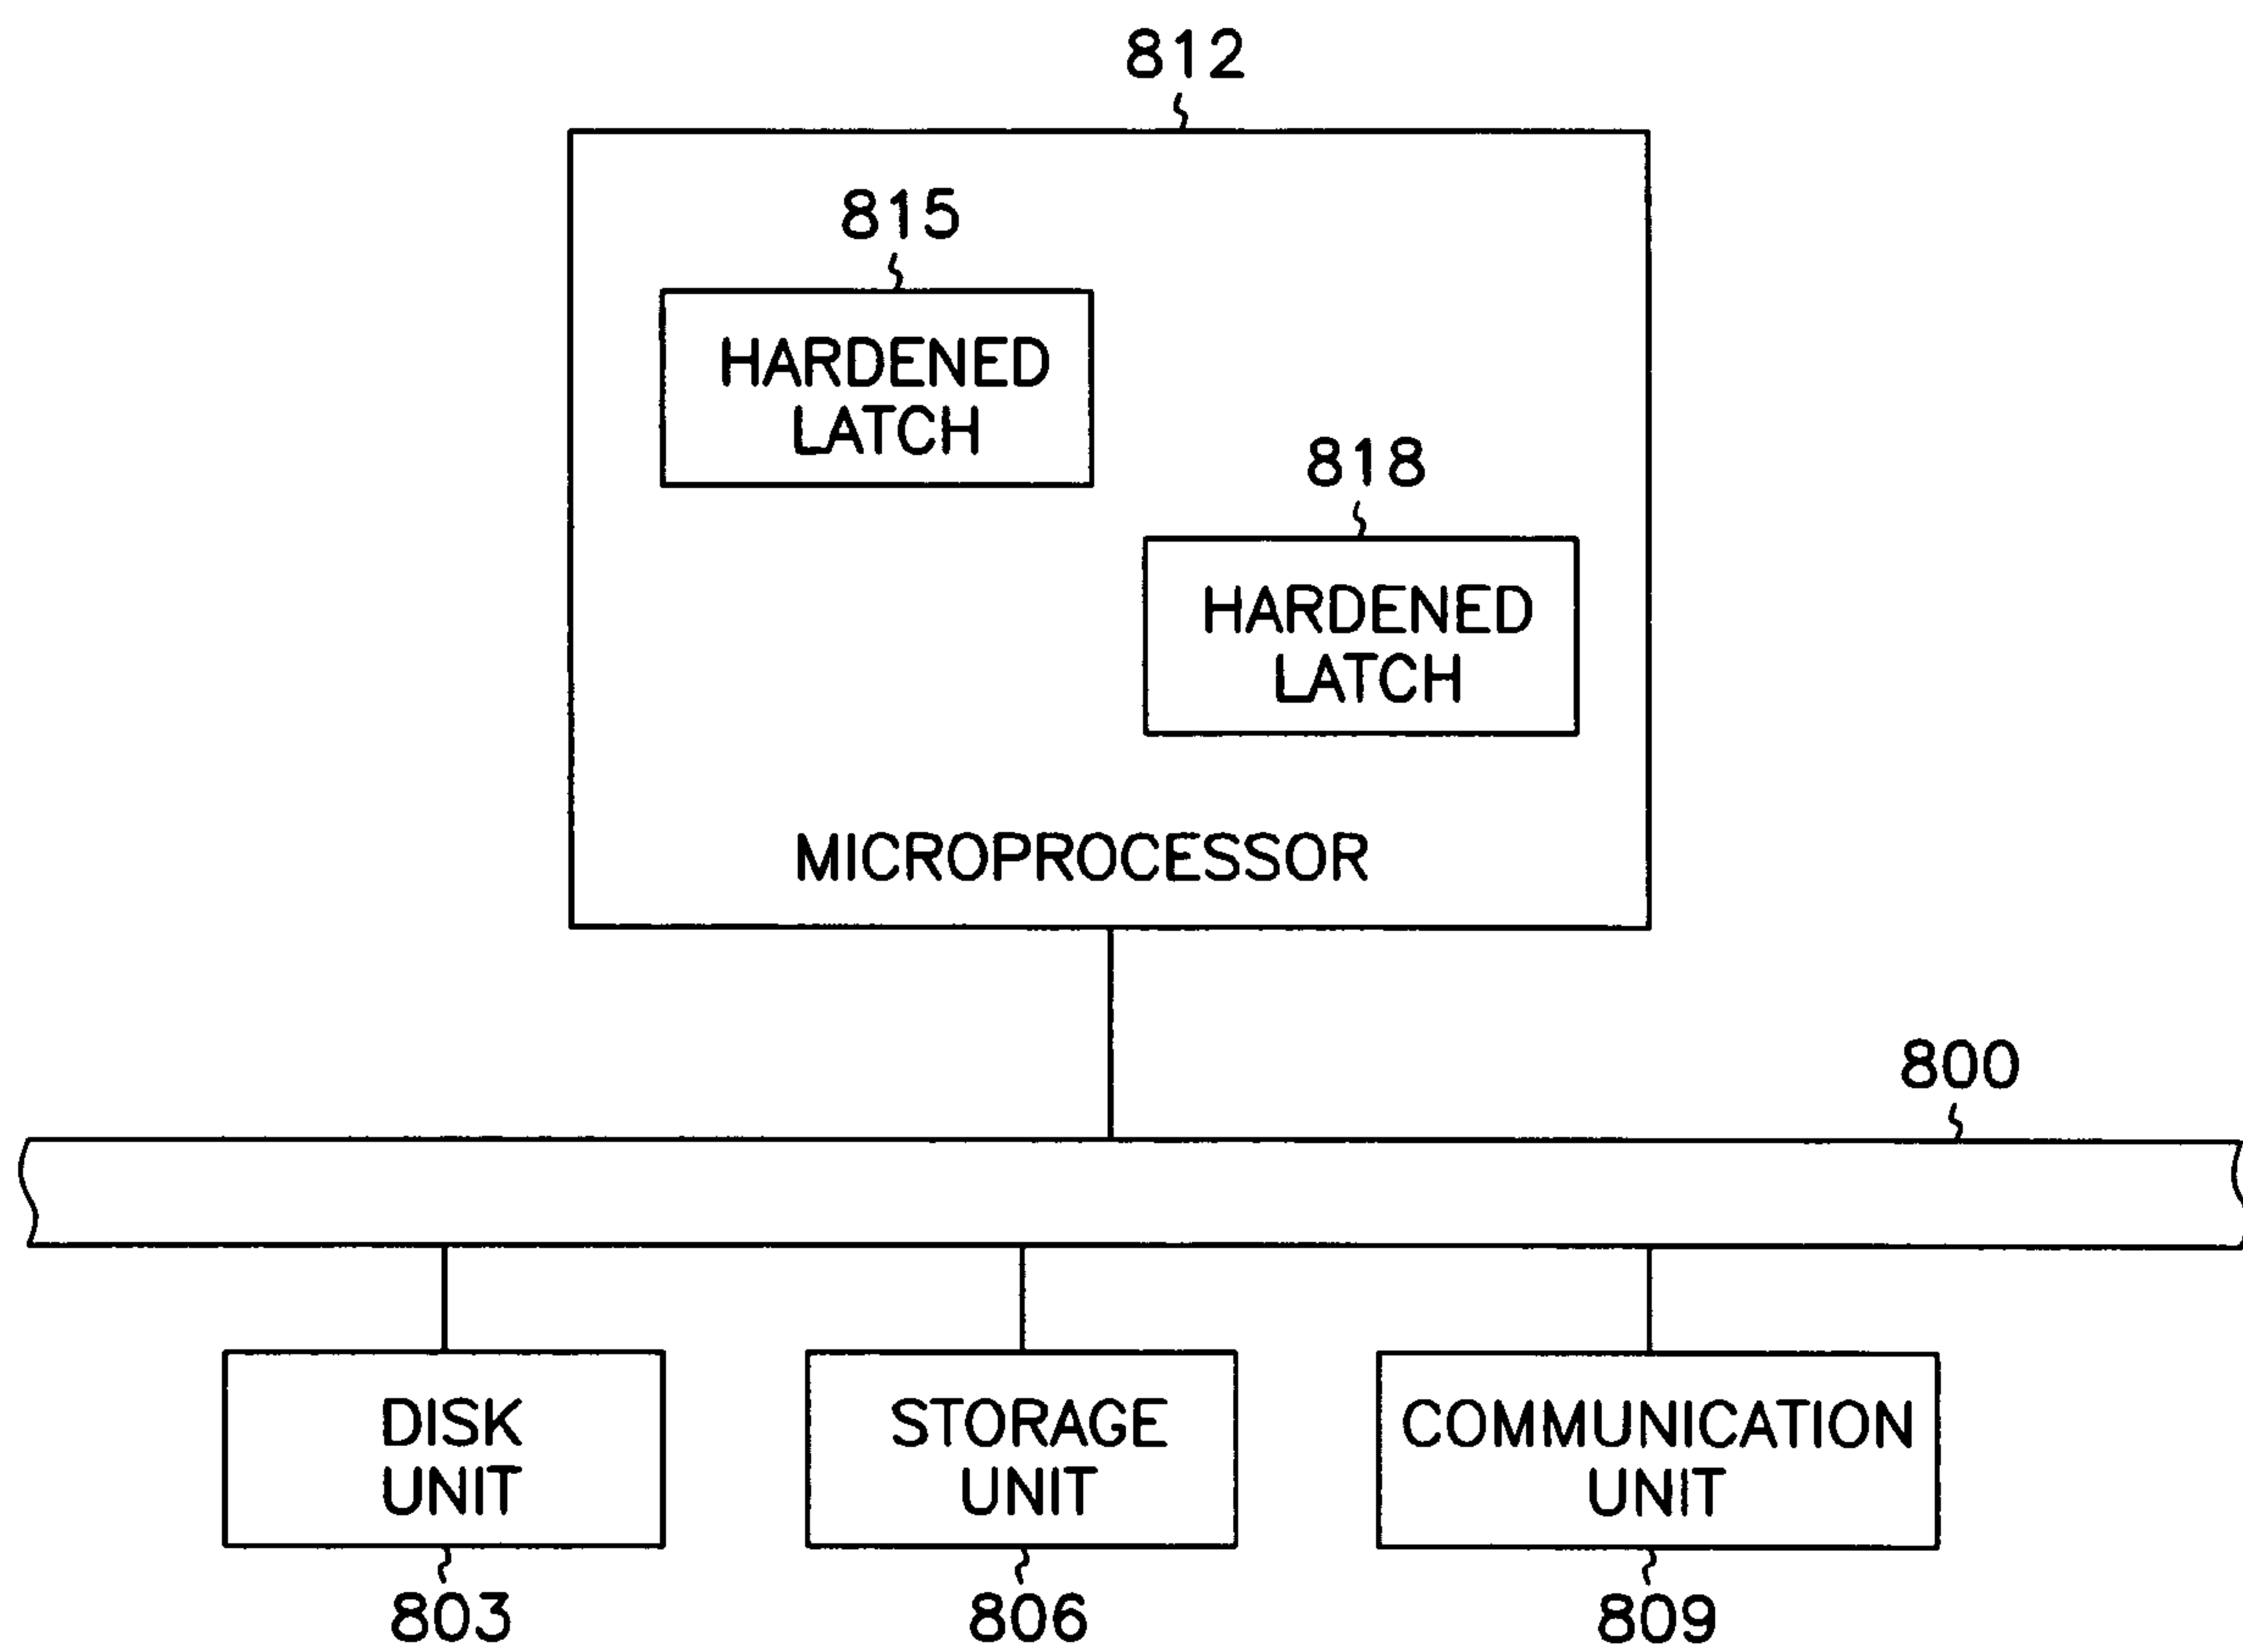 812
815
HARDENED
LATCH
818
HARDENED
LATCH
MICROPROCESSOR
800
DISK
UNIT
STORAGE
UNIT
COMMUNICATION
UNIT
803
806
809